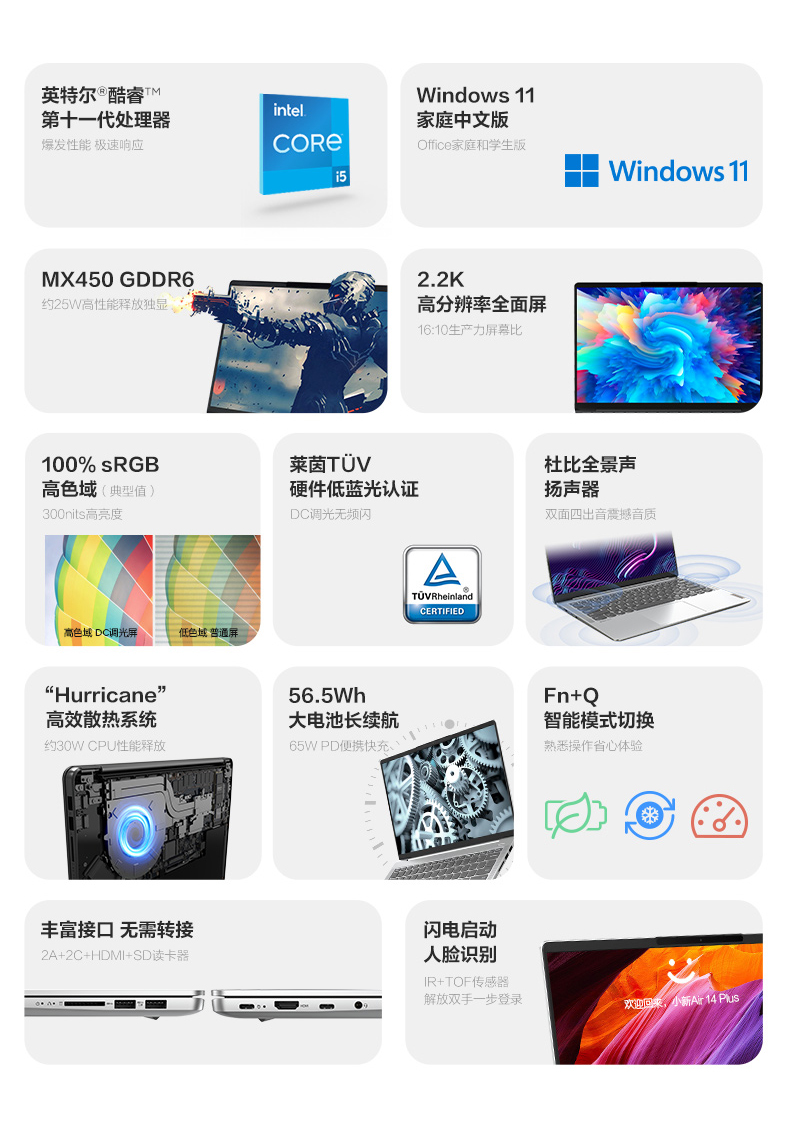 英特尔®酷睿™
第十一代处理器
爆发性能 极速响应
intel
CORE
i5
Windows 11
家庭中文版
Office家庭和学生版
Windows 11
MX450 GDDR6
约25W高性能释放独显
2.2K
高分辨率全面屏
16:10生产力屏幕比
100% sRGB
高色域（典型值）
300nits高亮度
高色域 DC调光屏
低色域 普通屏
莱茵TÜV
硬件低蓝光认证
DC调光无频闪
TÜVRheinland®
CERTIFIED
杜比全景声
扬声器
双面四出音震撼音质
“Hurricane”
高效散热系统
约30W CPU性能释放
56.5Wh
大电池长续航
65W PD便携快充
Fn+Q
智能模式切换
熟悉操作省心体验
丰富接口 无需转接
2A+2C+HDMI+SD读卡器
闪电启动
人脸识别
IR+TOF传感器
解放双手一步登录
欢迎回来，小新Air 14 Plus